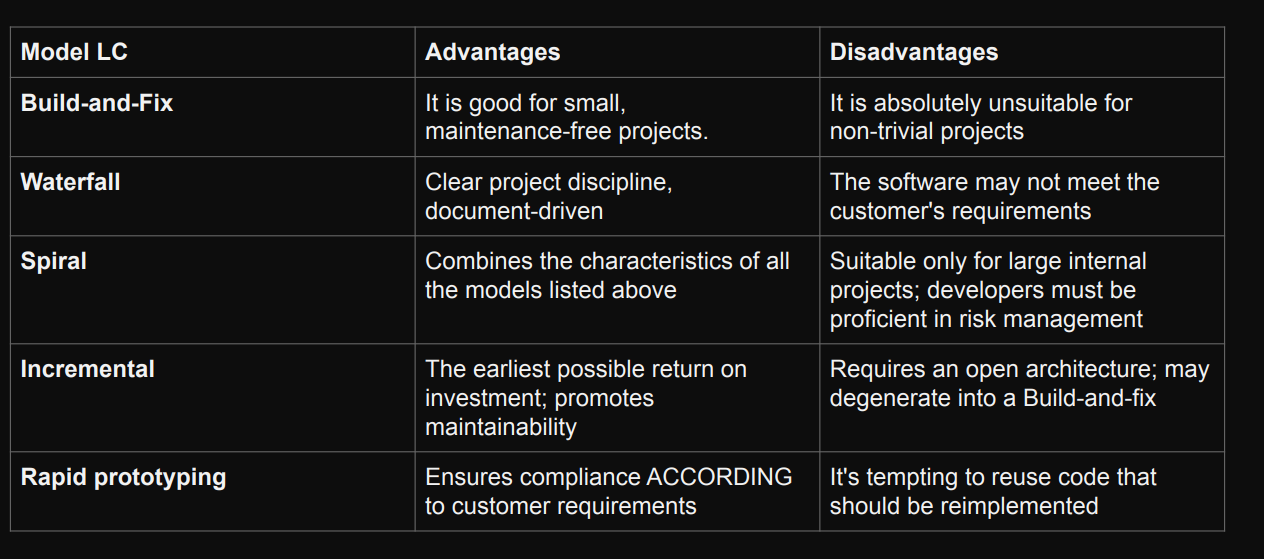 Model LC
Advantages
Disadvantages
Build-and-Fix
It is good for small,
maintenance-free projects.
It is absolutely unsuitable for
non-trivial projects
Waterfall
Clear project discipline,
document-driven
The software may not meet the
customer's requirements
Spiral
Combines the characteristics of all
the models listed above
Suitable only for large internal
projects; developers must be
proficient in risk management
Incremental
The earliest possible return on
investment; promotes
maintainability
Requires an open architecture; may
degenerate into a Build-and-fix
Rapid prototyping
Ensures compliance ACCORDING
to customer requirements
It's tempting to reuse code that
should be reimplemented